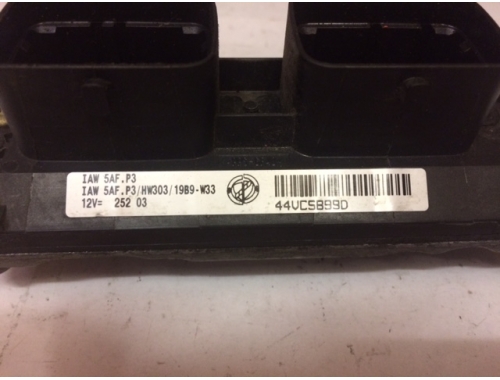 IAW 5AF.P3
IAW 5AF.P3/HW303/19B9-W33
12V= 252 03
44VC5899D